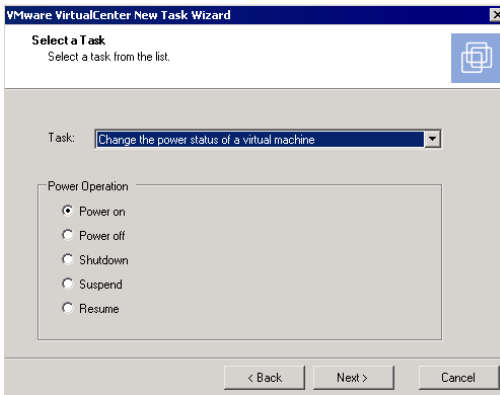 VMware VirtualCenter New Task Wizard
Select a Task
Select a task from the list.
Task: Change the power status of a virtual machine
Power Operation
Power on
Power off
Shutdown
Suspend
Resume
< Back Next > Cancel